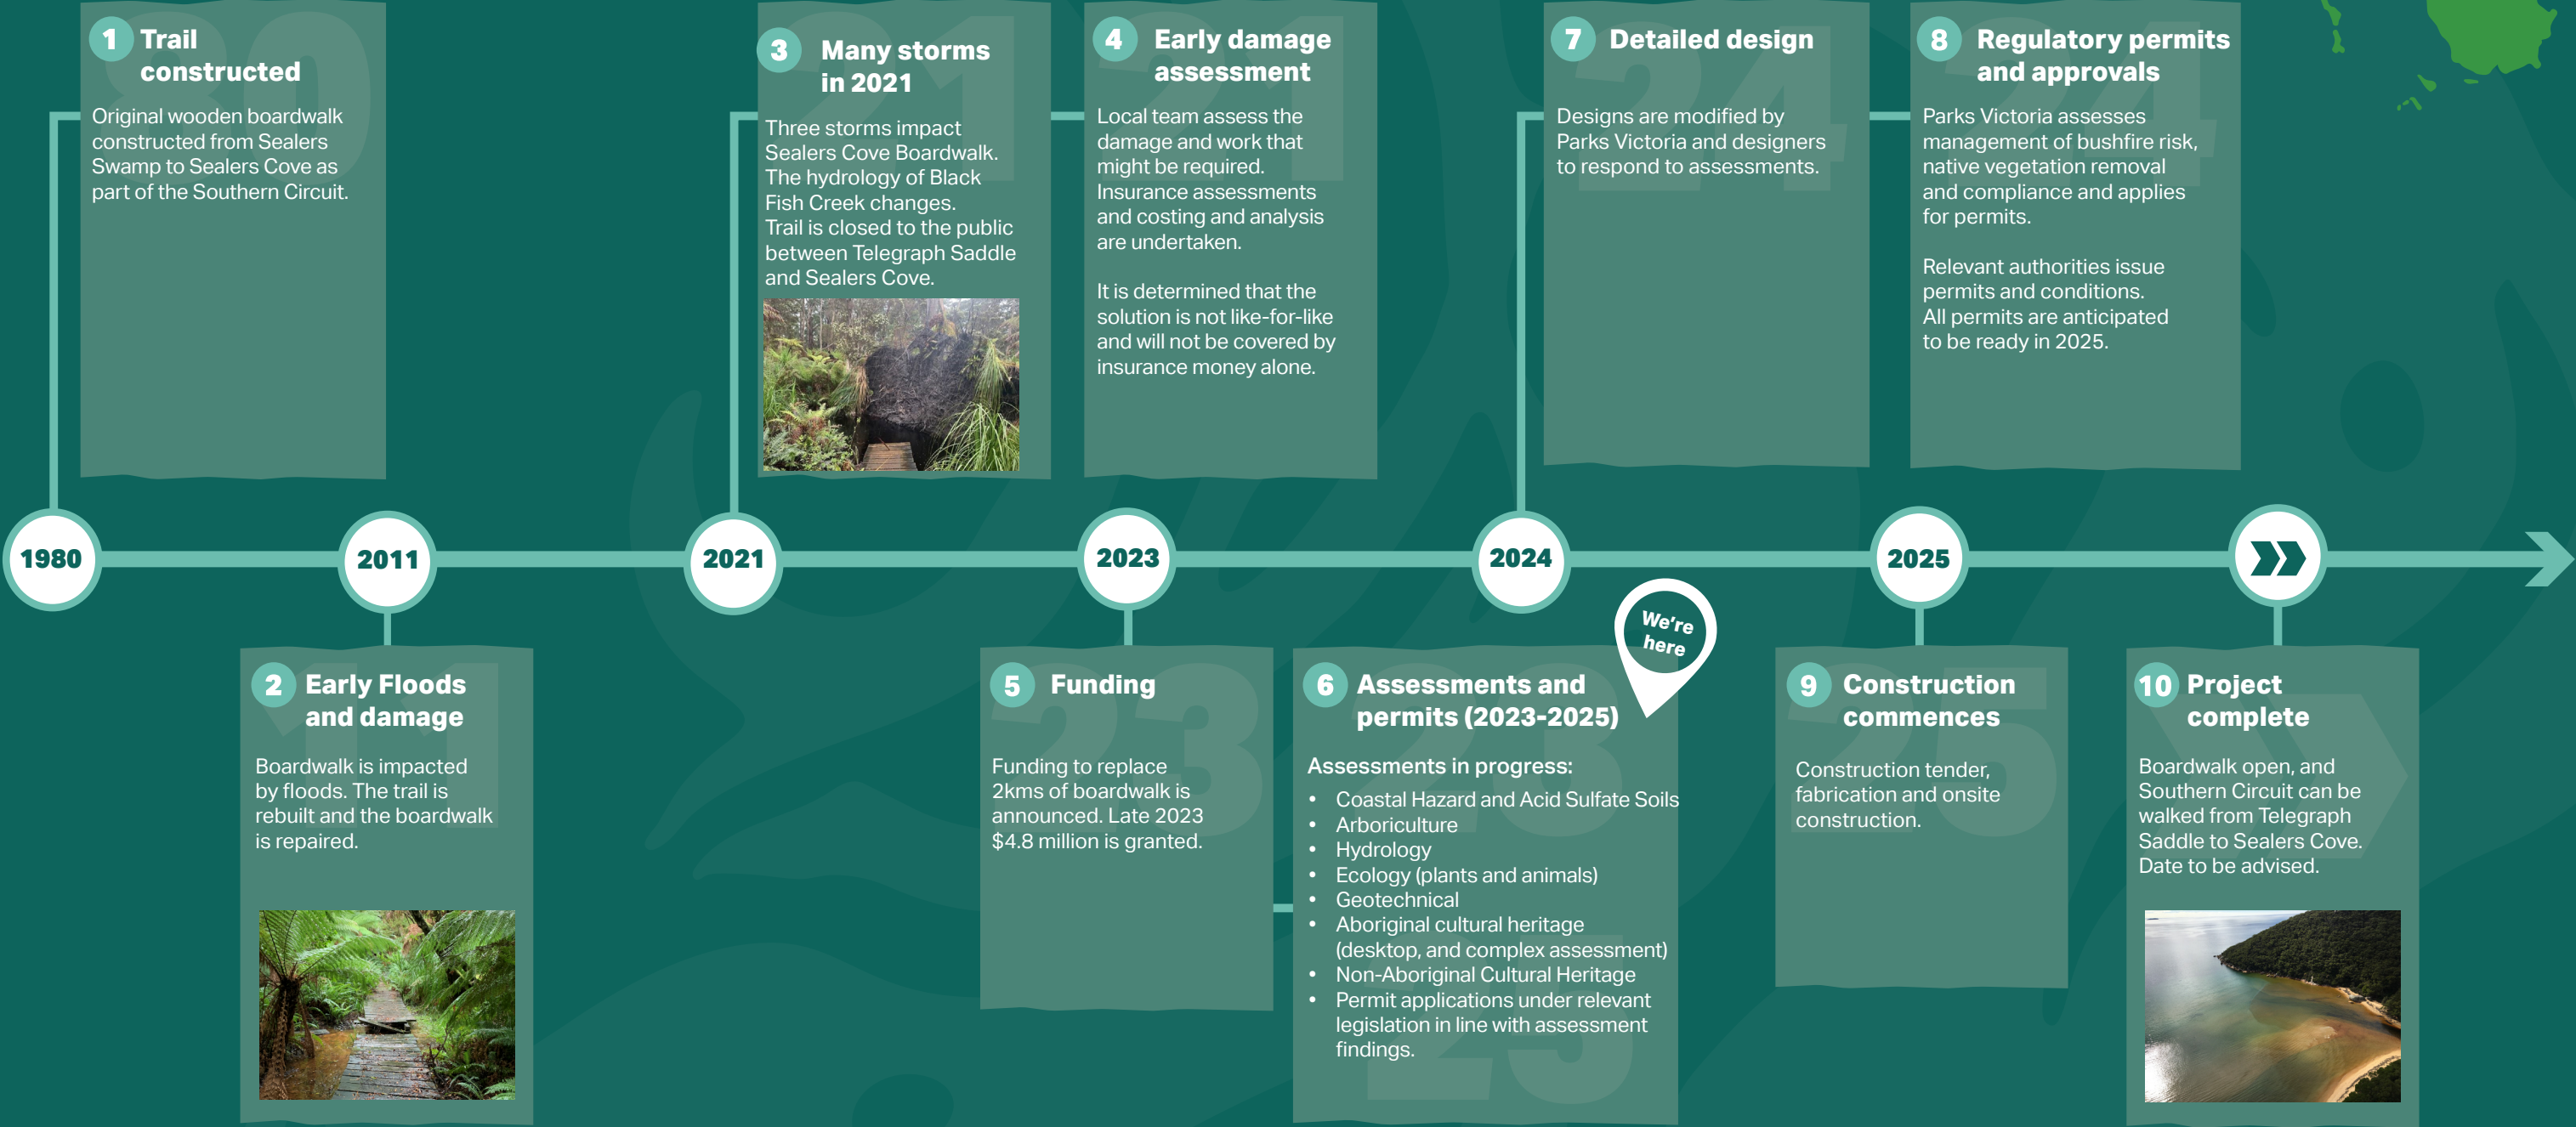 1 Trail
constructed
Original wooden boardwalk
constructed from Sealers
Swamp to Sealers Cove as
part of the Southern Circuit.
80
3 Many storms
in 2021
Three storms impact
Sealers Cove Boardwalk.
The hydrology of Black
Fish Creek changes.
Trail is closed to the public
between Telegraph Saddle
and Sealers Cove.
21
4 Early damage
assessment
Local team assess the
damage and work that
might be required.
Insurance assessments
and costing and analysis
are undertaken.
It is determined that the
solution is not like-for-like
and will not be covered by
insurance money alone.
21
7 Detailed design
Designs are modified by
Parks Victoria and designers
to respond to assessments.
24
8 Regulatory permits
and approvals
Parks Victoria assesses
management of bushfire risk,
native vegetation removal
and compliance and applies
for permits.
Relevant authorities issue
permits and conditions.
All permits are anticipated
to be ready in 2025.
24
1980
2011
2021
2023
2024
2025
We're
here
2 Early Floods
and damage
Boardwalk is impacted
by floods. The trail is
rebuilt and the boardwalk
is repaired.
11
5 Funding
Funding to replace
2kms of boardwalk is
announced. Late 2023
$4.8 million is granted.
23
6 Assessments and
permits (2023-2025)
Assessments in progress:
• Coastal Hazard and Acid Sulfate Soils
• Arboriculture
• Hydrology
• Ecology (plants and animals)
• Geotechnical
• Aboriginal cultural heritage
(desktop, and complex assessment)
• Non-Aboriginal Cultural Heritage
• Permit applications under relevant
legislation in line with assessment
findings.
23
25
9 Construction
commences
Construction tender,
fabrication and onsite
construction.
25
10 Project
complete
Boardwalk open, and
Southern Circuit can be
walked from Telegraph
Saddle to Sealers Cove.
Date to be advised.